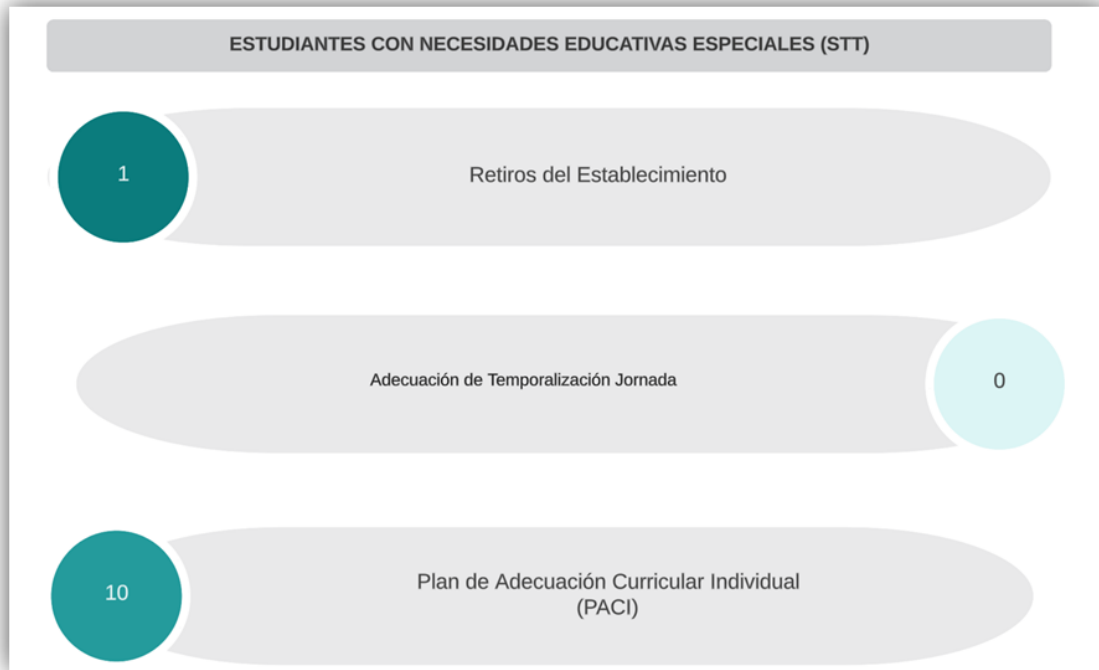 ESTUDIANTES CON NECESIDADES EDUCATIVAS ESPECIALES (STT)
1
Retiros del Establecimiento
Adecuación de Temporalización Jornada
0
10
Plan de Adecuación Curricular Individual
(PACI)